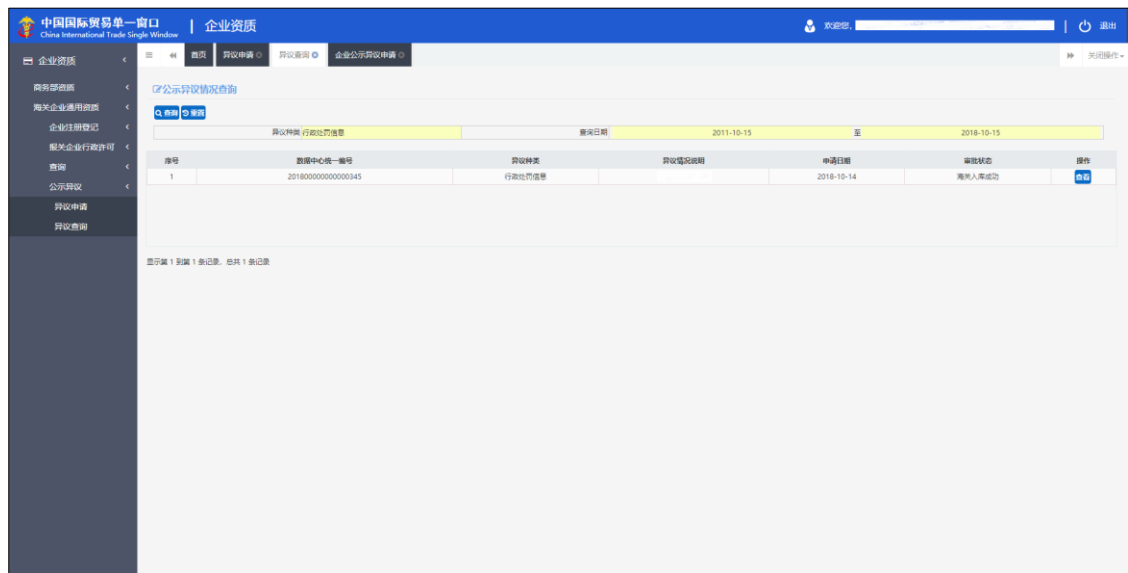 中国国际贸易单一窗口 | 企业资质 欢迎您, | 退出
China International Trade Single Window
企业资质 首页 异议申请 异议查询 企业公示异议申请 关闭操作
商务部资质
海关企业通用资质
企业注册登记
报关企业行政许可
查询
公示异议
异议申请
异议查询
公示异议情况查询
查询 重置
异议种类 行政处罚信息 查询日期 2011-10-15 至 2018-10-15
序号 数据中心统一编号 异议种类 异议情况说明 申请日期 审批状态 操作
1 201800000000000345 行政处罚信息 2018-10-14 海关入库成功 查看
显示第 1 到第 1 条记录，总共 1 条记录